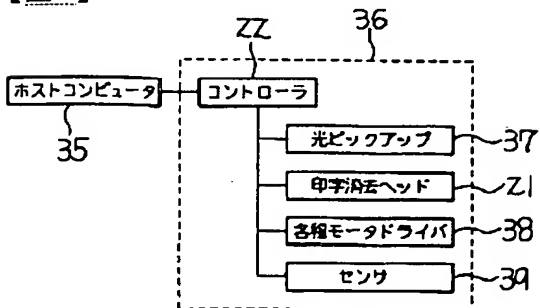 36
22
ホストコンピュータ
コントローラ
35
光ピックアップ
37
印字消去ヘッド
21
各種モータドライバ
38
センサ
39